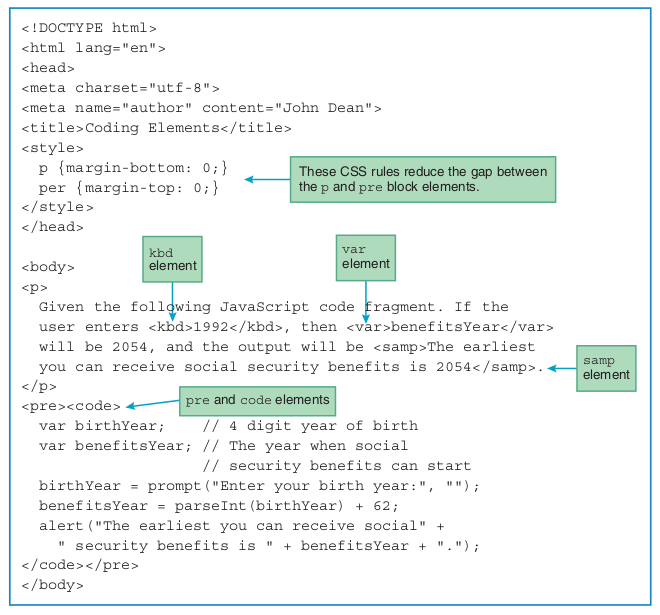 <!DOCTYPE html>
<html lang="en">
<head>
<meta charset="utf-8">
<meta name="author" content="John Dean">
<title>Coding Elements</title>
<style>
  p {margin-bottom: 0;}
  per {margin-top: 0;}
These CSS rules reduce the gap between
the p and pre block elements.
</style>
</head>
kbd
element
var
element
<body>
<p>
  Given the following JavaScript code fragment. If the
  user enters <kbd>1992</kbd>, then <var>benefitsYear</var>
  will be 2054, and the output will be <samp>The earliest
  you can receive social security benefits is 2054</samp>.
samp
element
</p>
<pre><code>
pre and code elements
  var birthYear;    // 4 digit year of birth
  var benefitsYear; // The year when social
                    // security benefits can start
  birthYear = prompt("Enter your birth year:", "");
  benefitsYear = parseInt(birthYear) + 62;
  alert("The earliest you can receive social" +
    " security benefits is " + benefitsYear + ".");
</code></pre>
</body>